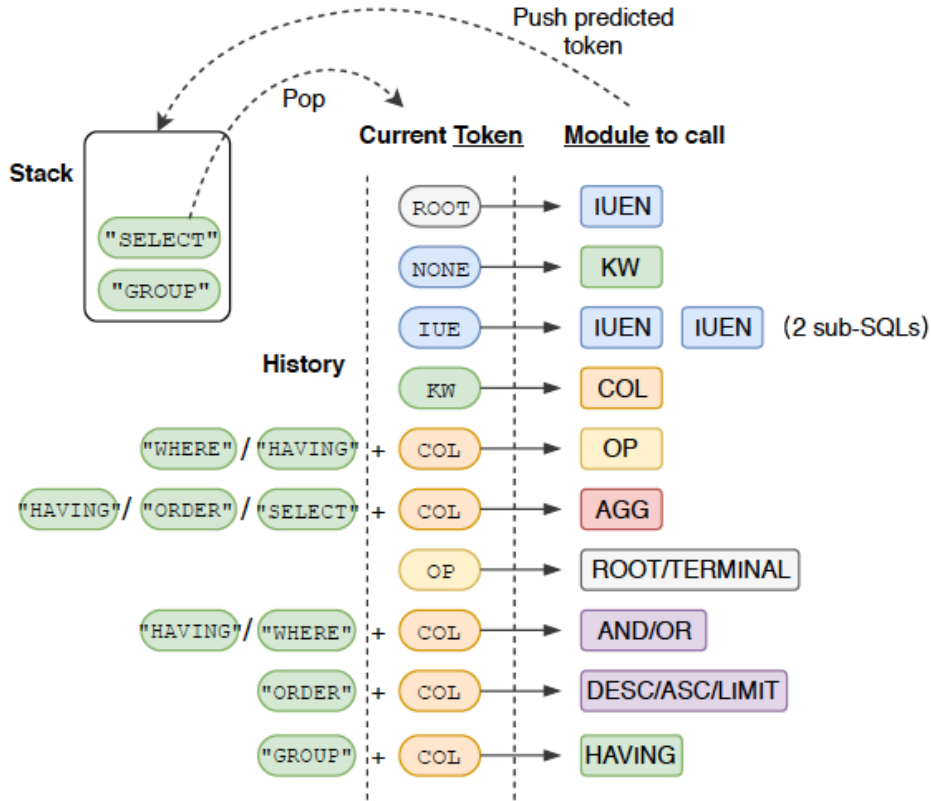 Push predicted
token
Pop
Current Token Module to call
Stack
"SELECT"
"GROUP"
History
ROOT IUEN
NONE KW
IUE IUEN IUEN (2 sub-SQLs)
KW COL
"WHERE" / "HAVING" + COL OP
"HAVING" / "ORDER" / "SELECT" + COL AGG
OP ROOT/TERMINAL
"HAVING" / "WHERE" + COL AND/OR
"ORDER" + COL DESC/ASC/LIMIT
"GROUP" + COL HAVING